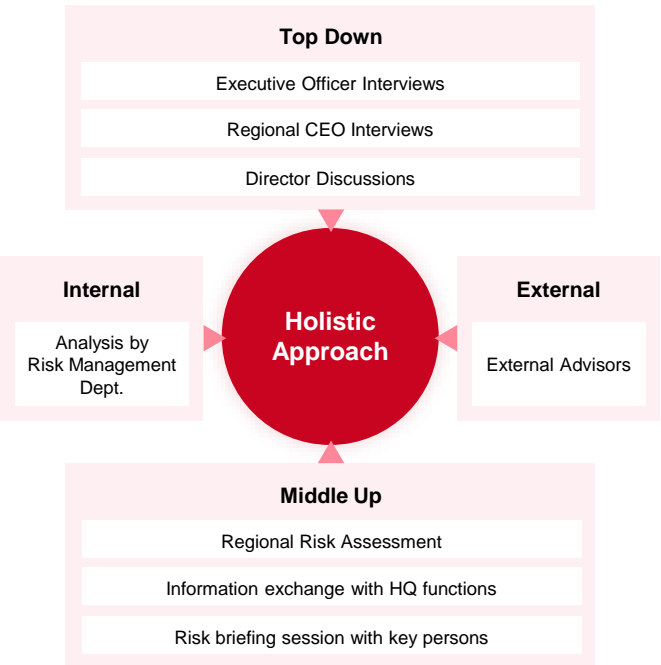 Top Down
Executive Officer Interviews
Regional CEO Interviews
Director Discussions
Internal
Analysis by
Risk Management
Dept.
Holistic
Approach
External
External Advisors
Middle Up
Regional Risk Assessment
Information exchange with HQ functions
Risk briefing session with key persons